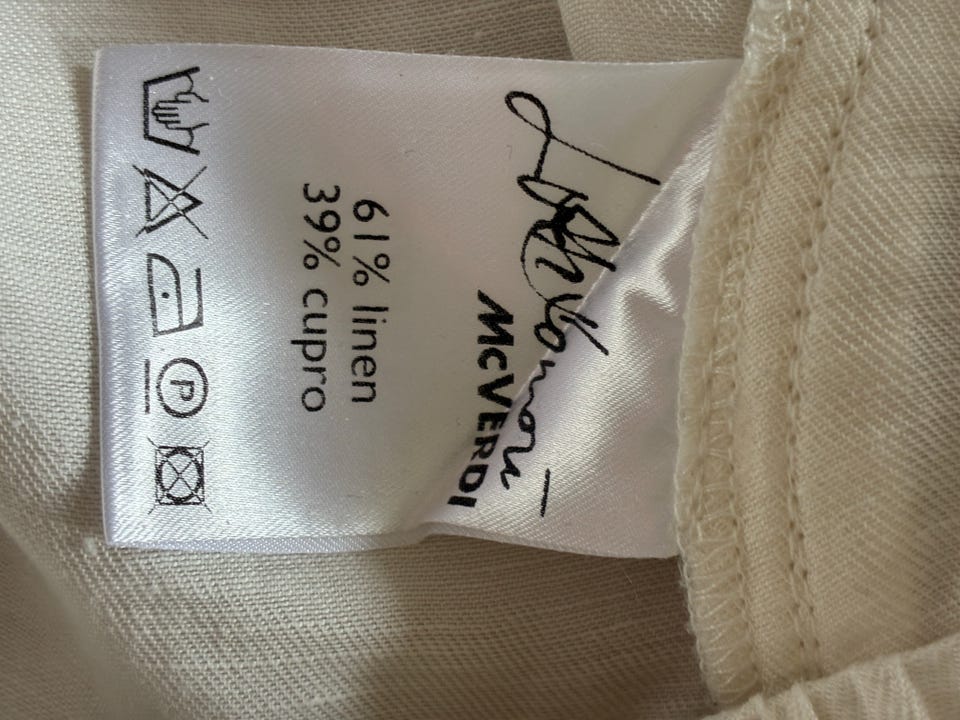 McVERDI
61% linen
39% cupro
P